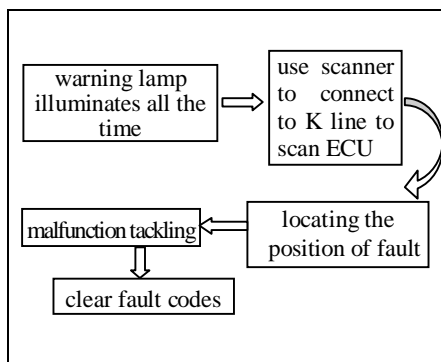 warning lamp
illuminates all the
time
use scanner
to connect
to K line to
scan ECU
locating the
position of fault
malfunction tackling
clear fault codes